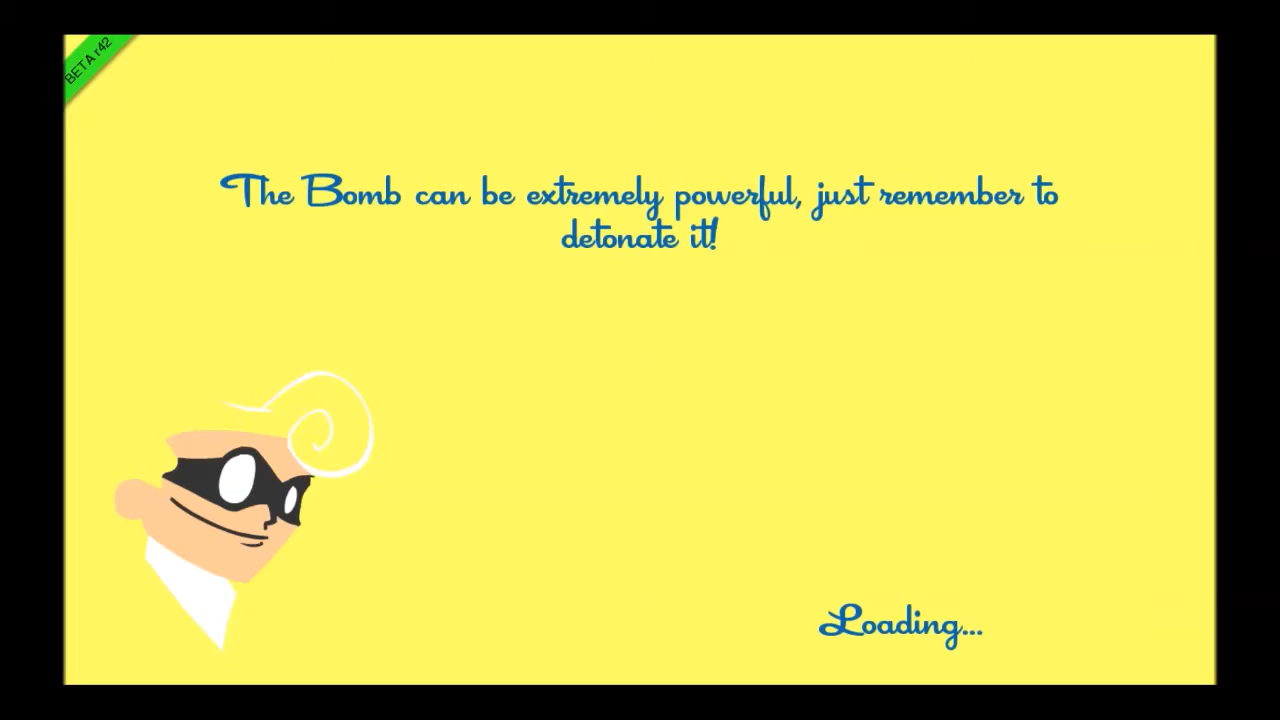 BETA r42
The Bomb can be extremely powerful, just remember to
detonate it!
Loading...